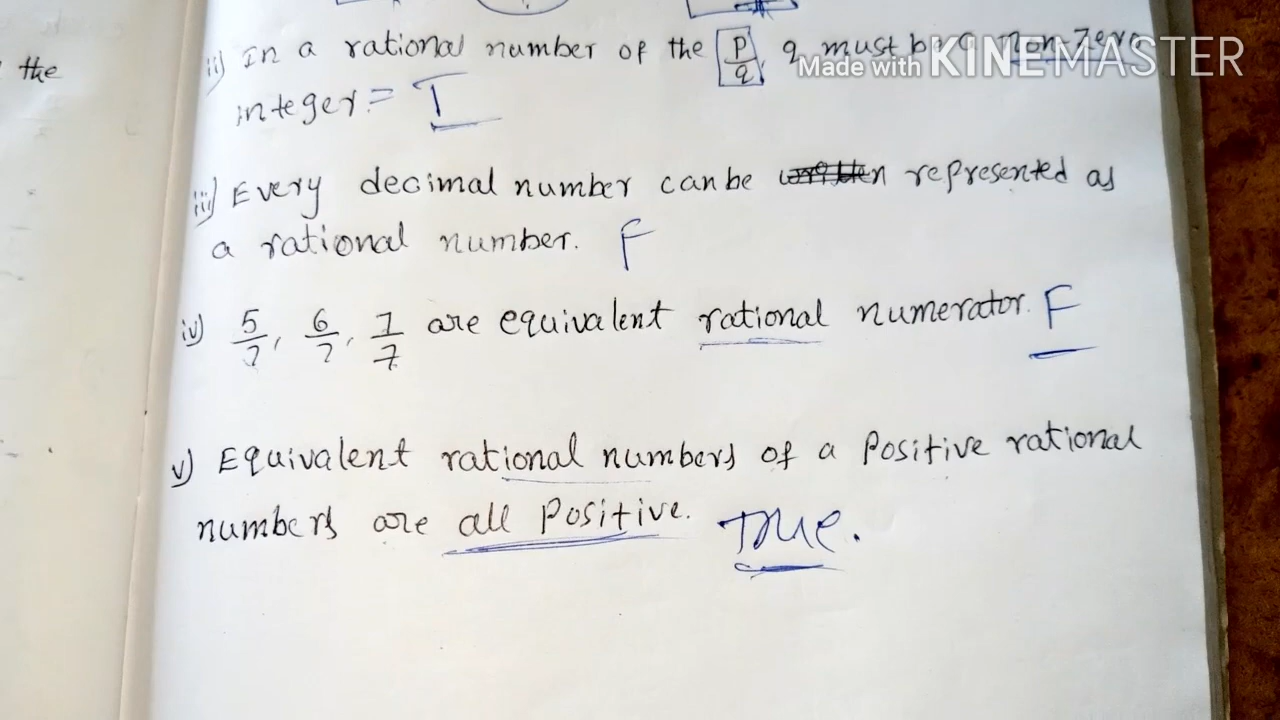 the
ii) In a rational number of the p/q, q must be a non zero
Made with KINEMASTER
integer = T
iii) Every decimal number can be written represented as
a rational number. F
iv) 5/7, 6/7, 7/7 are equivalent rational numerator. F
v) Equivalent rational numbers of a positive rational
numbers are all Positive. True.